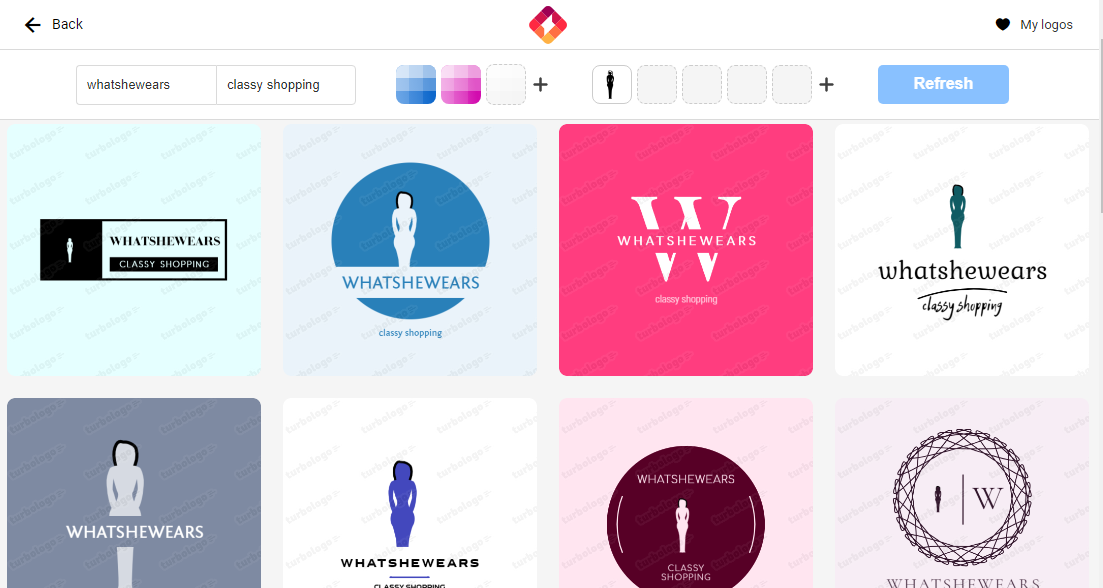 Back
My logos
whatshewears
classy shopping
Refresh
WHATSHEWEARS
CLASSY SHOPPING
WHATSHEWEARS
classy shopping
W
WHATSHEWEARS
classy shopping
whatshewears
classy shopping
WHATSHEWEARS
WHATSHEWEARS
CLASSY SHOPPING
WHATSHEWEARS
CLASSY
SHOPPING
W
WHATSHEWEARS
turbologo